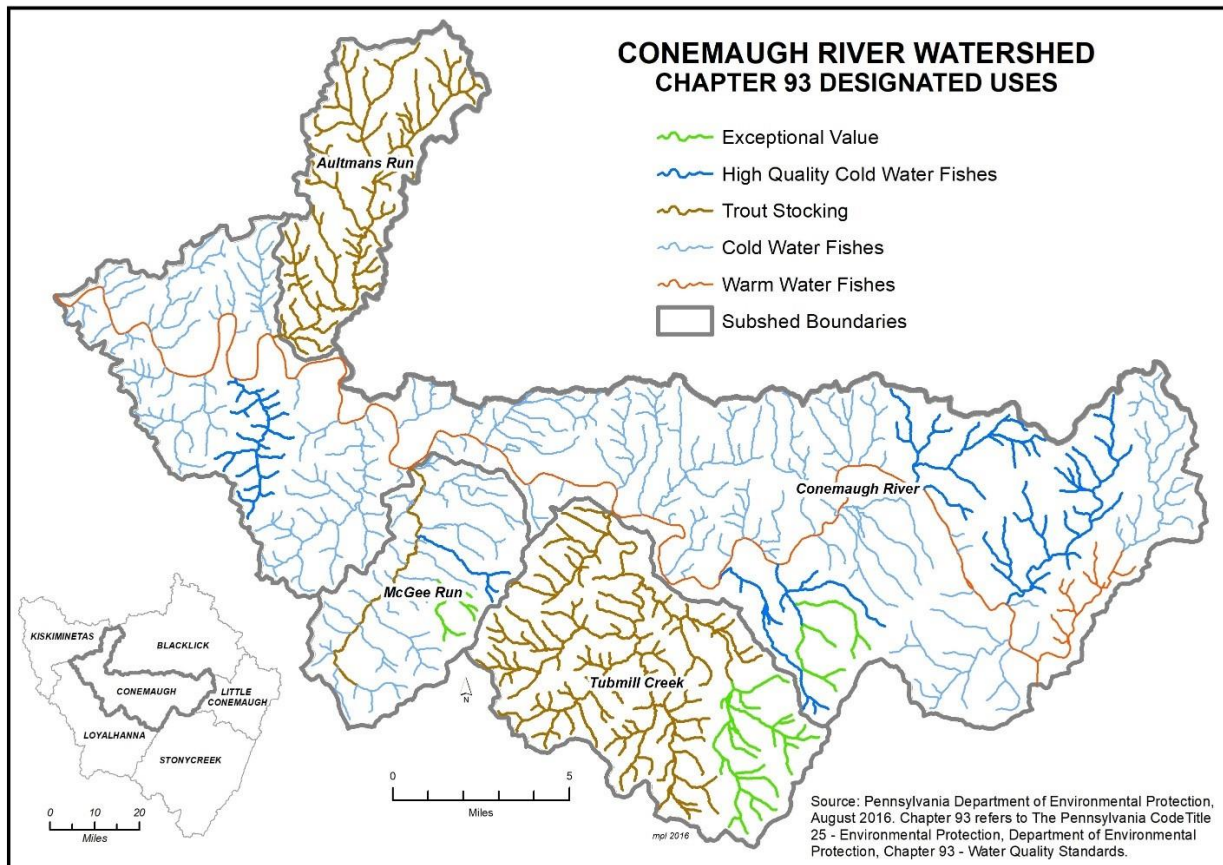 CONEMAUGH RIVER WATERSHED
CHAPTER 93 DESIGNATED USES
Exceptional Value
High Quality Cold Water Fishes
Trout Stocking
Cold Water Fishes
Warm Water Fishes
Subshed Boundaries
Aultmans Run
Conemaugh River
McGee Run
Tubmill Creek
N
KISKIMINETAS
BLACKLICK
CONEMAUGH
LITTLE
CONEMAUGH
LOYALHANNA
STONYCREEK
0 10 20
Miles
0 5
Miles
mpl 2016
Source: Pennsylvania Department of Environmental Protection,
August 2016. Chapter 93 refers to The Pennsylvania CodeTitle
25 - Environmental Protection, Department of Environmental
Protection, Chapter 93 - Water Quality Standards.